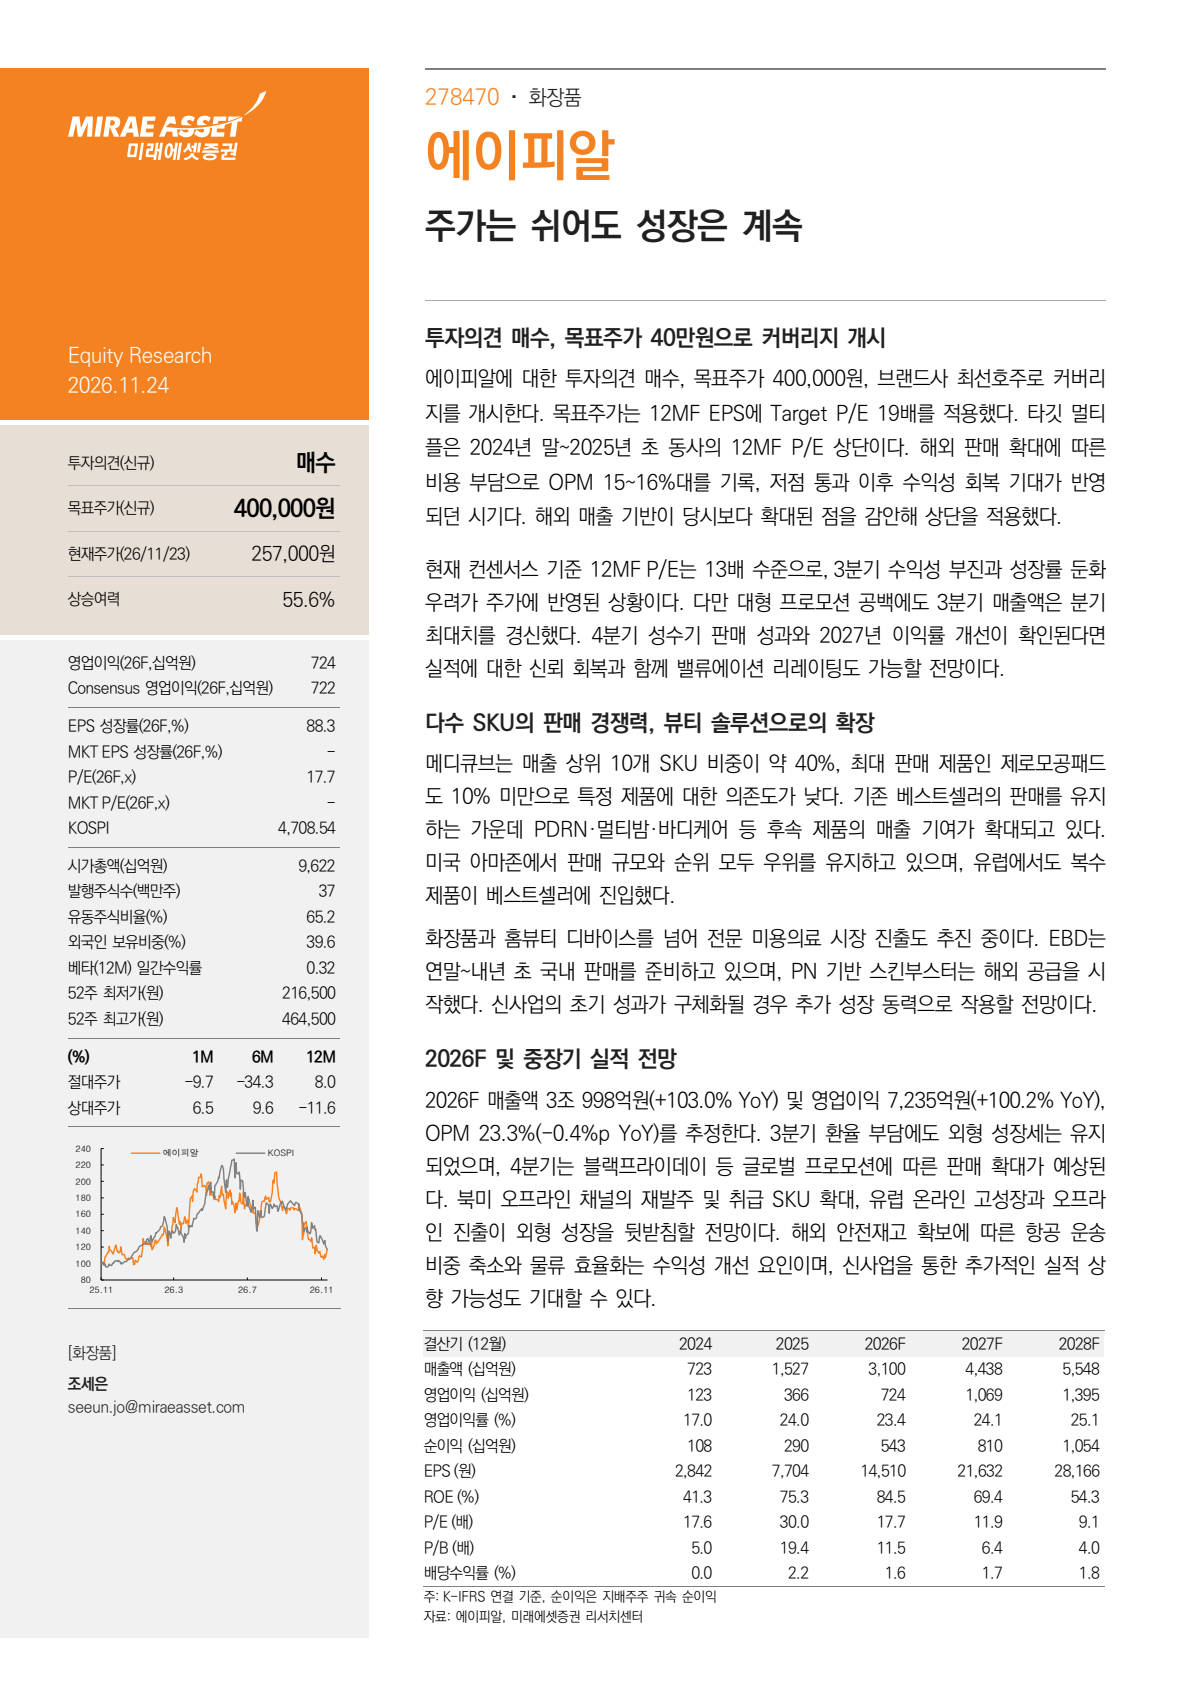 MIRAE ASSET
미래에셋증권
Equity Research
2026.11.24
투자의견(신규) 매수
목표주가(신규) 400,000원
현재주가(26/11/23) 257,000원
상승여력 55.6%
영업이익(26F,십억원) 724
Consensus 영업이익(26F,십억원) 722
EPS 성장률(26F,%) 88.3
MKT EPS 성장률(26F,%) -
P/E(26F,x) 17.7
MKT P/E(26F,x) -
KOSPI 4,708.54
시가총액(십억원) 9,622
발행주식수(백만주) 37
유동주식비율(%) 65.2
외국인 보유비중(%) 39.6
베타(12M) 일간수익률 0.32
52주 최저가(원) 216,500
52주 최고가(원) 464,500
(%) 1M 6M 12M
절대주가 -9.7 -34.3 8.0
상대주가 6.5 9.6 -11.6
에이피알 KOSPI
240
220
200
180
160
140
120
100
80
25.11 26.3 26.7 26.11
[화장품]
조세은
seeun.jo@miraeasset.com
278470 · 화장품
에이피알
주가는 쉬어도 성장은 계속
투자의견 매수, 목표주가 40만원으로 커버리지 개시
에이피알에 대한 투자의견 매수, 목표주가 400,000원, 브랜드사 최선호주로 커버리
지를 개시한다. 목표주가는 12MF EPS에 Target P/E 19배를 적용했다. 타깃 멀티
플은 2024년 말~2025년 초 동사의 12MF P/E 상단이다. 해외 판매 확대에 따른
비용 부담으로 OPM 15~16%대를 기록, 저점 통과 이후 수익성 회복 기대가 반영
되던 시기다. 해외 매출 기반이 당시보다 확대된 점을 감안해 상단을 적용했다.
현재 컨센서스 기준 12MF P/E는 13배 수준으로, 3분기 수익성 부진과 성장률 둔화
우려가 주가에 반영된 상황이다. 다만 대형 프로모션 공백에도 3분기 매출액은 분기
최대치를 경신했다. 4분기 성수기 판매 성과와 2027년 이익률 개선이 확인된다면
실적에 대한 신뢰 회복과 함께 밸류에이션 리레이팅도 가능할 전망이다.
다수 SKU의 판매 경쟁력, 뷰티 솔루션으로의 확장
메디큐브는 매출 상위 10개 SKU 비중이 약 40%, 최대 판매 제품인 제로모공패드
도 10% 미만으로 특정 제품에 대한 의존도가 낮다. 기존 베스트셀러의 판매를 유지
하는 가운데 PDRN·멀티밤·바디케어 등 후속 제품의 매출 기여가 확대되고 있다.
미국 아마존에서 판매 규모와 순위 모두 우위를 유지하고 있으며, 유럽에서도 복수
제품이 베스트셀러에 진입했다.
화장품과 홈뷰티 디바이스를 넘어 전문 미용의료 시장 진출도 추진 중이다. EBD는
연말~내년 초 국내 판매를 준비하고 있으며, PN 기반 스킨부스터는 해외 공급을 시
작했다. 신사업의 초기 성과가 구체화될 경우 추가 성장 동력으로 작용할 전망이다.
2026F 및 중장기 실적 전망
2026F 매출액 3조 998억원(+103.0% YoY) 및 영업이익 7,235억원(+100.2% YoY),
OPM 23.3%(-0.4%p YoY)를 추정한다. 3분기 환율 부담에도 외형 성장세는 유지
되었으며, 4분기는 블랙프라이데이 등 글로벌 프로모션에 따른 판매 확대가 예상된
다. 북미 오프라인 채널의 재발주 및 취급 SKU 확대, 유럽 온라인 고성장과 오프라
인 진출이 외형 성장을 뒷받침할 전망이다. 해외 안전재고 확보에 따른 항공 운송
비중 축소와 물류 효율화는 수익성 개선 요인이며, 신사업을 통한 추가적인 실적 상
향 가능성도 기대할 수 있다.
결산기 (12월) 2024 2025 2026F 2027F 2028F
매출액 (십억원) 723 1,527 3,100 4,438 5,548
영업이익 (십억원) 123 366 724 1,069 1,395
영업이익률 (%) 17.0 24.0 23.4 24.1 25.1
순이익 (십억원) 108 290 543 810 1,054
EPS (원) 2,842 7,704 14,510 21,632 28,166
ROE (%) 41.3 75.3 84.5 69.4 54.3
P/E (배) 17.6 30.0 17.7 11.9 9.1
P/B (배) 5.0 19.4 11.5 6.4 4.0
배당수익률 (%) 0.0 2.2 1.6 1.7 1.8
주: K-IFRS 연결 기준, 순이익은 지배주주 귀속 순이익
자료: 에이피알, 미래에셋증권 리서치센터